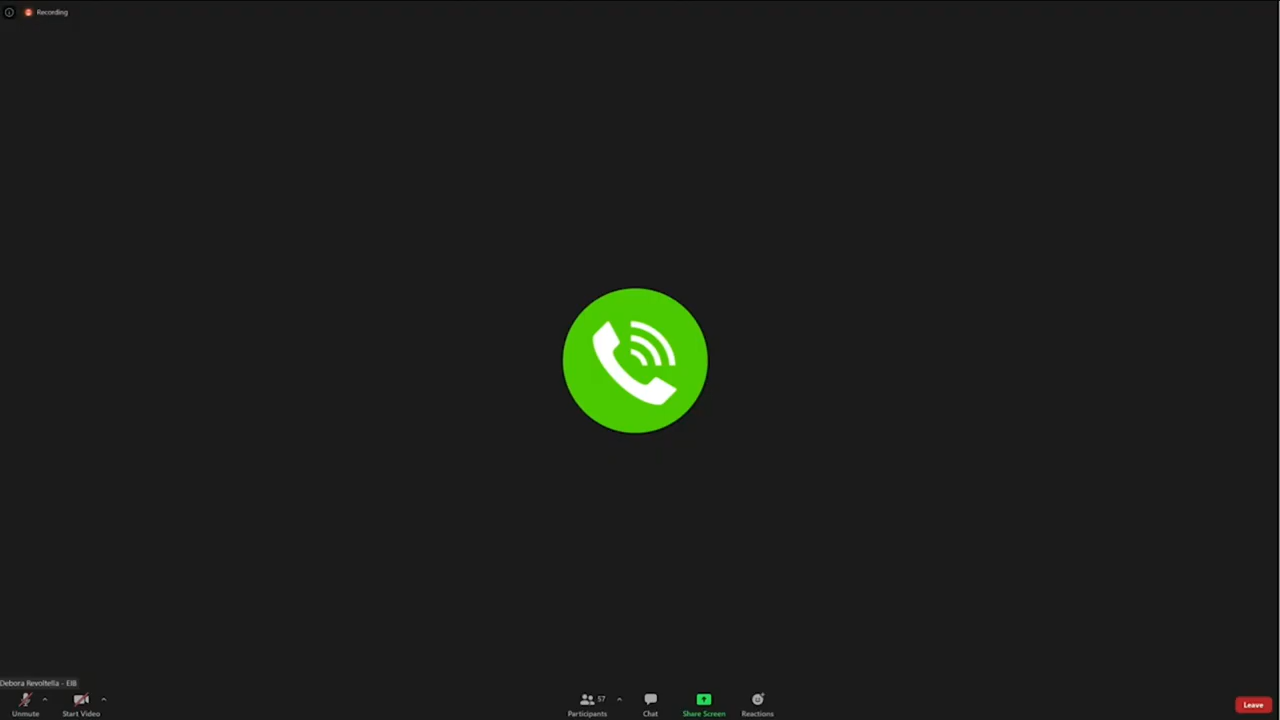 Recording
Debora Revoltella - EIB
Unmute
Start Video
57
Participants
Chat
Share Screen
Reactions
Leave